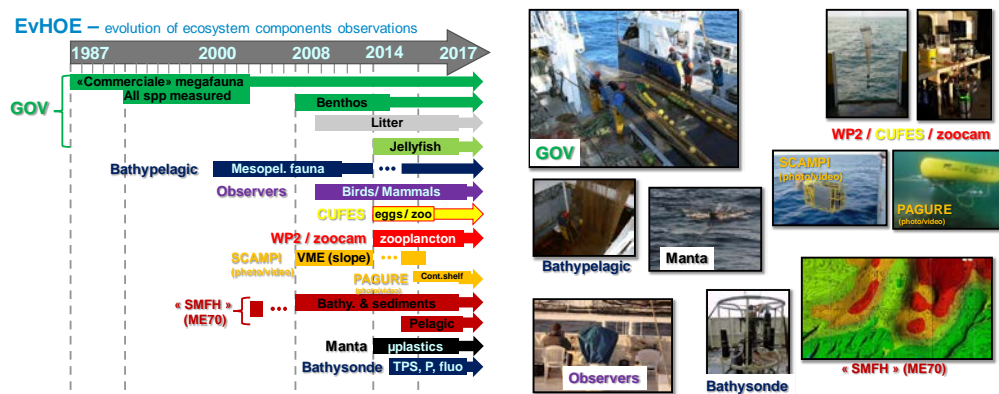 EvHOE – evolution of ecosystem components observations
1987 2000 2008 2014 2017
GOV
«Commerciale» megafauna
All spp measured
Benthos
Litter
Jellyfish
Bathypelagic Mesopel. fauna •••
Observers Birds/ Mammals
CUFES eggs / zoo
WP2 / zoocam zooplancton
SCAMPI VME (slope) •••
(photo/video)
PAGURE Cont.shelf
(photo/video)
« SMFH » ••• Bathy. & sediments
(ME70)
Pelagic
Manta µplastics
Bathysonde TPS, P, fluo
GOV
WP2 / CUFES / zoocam
SCAMPI
(photo/video)
PAGURE
(photo/video)
Bathypelagic
Manta
Observers
Bathysonde
« SMFH » (ME70)